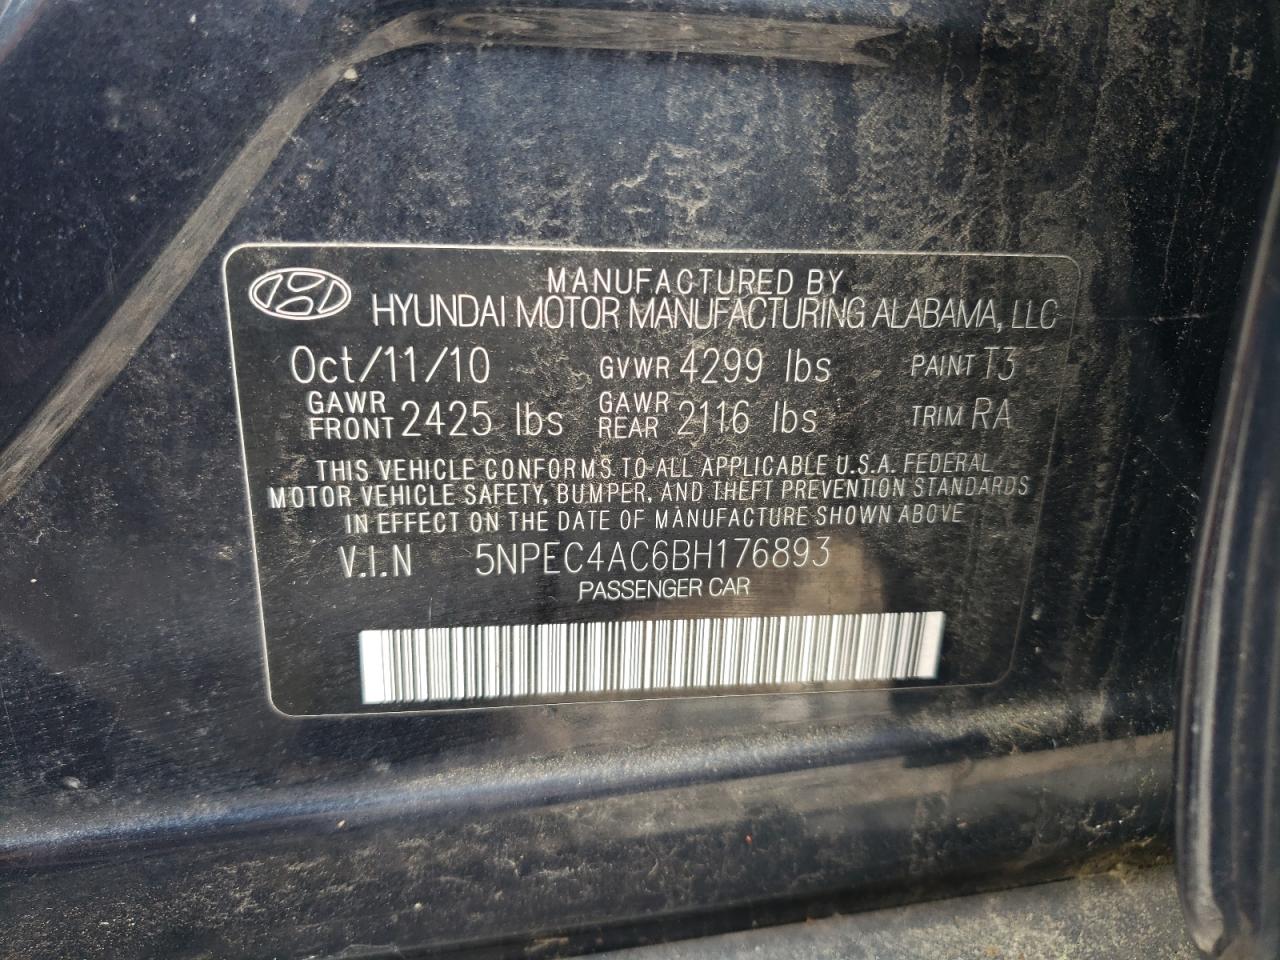 MANUFACTURED BY
HYUNDAI MOTOR MANUFACTURING ALABAMA, LLC
Oct/11/10 GVWR 4299 lbs PAINT T3
GAWR FRONT 2425 lbs GAWR REAR 2116 lbs TRIM RA
THIS VEHICLE CONFORMS TO ALL APPLICABLE U.S.A. FEDERAL
MOTOR VEHICLE SAFETY, BUMPER, AND THEFT PREVENTION STANDARDS
IN EFFECT ON THE DATE OF MANUFACTURE SHOWN ABOVE
V.I.N 5NPEC4AC6BH176893
PASSENGER CAR